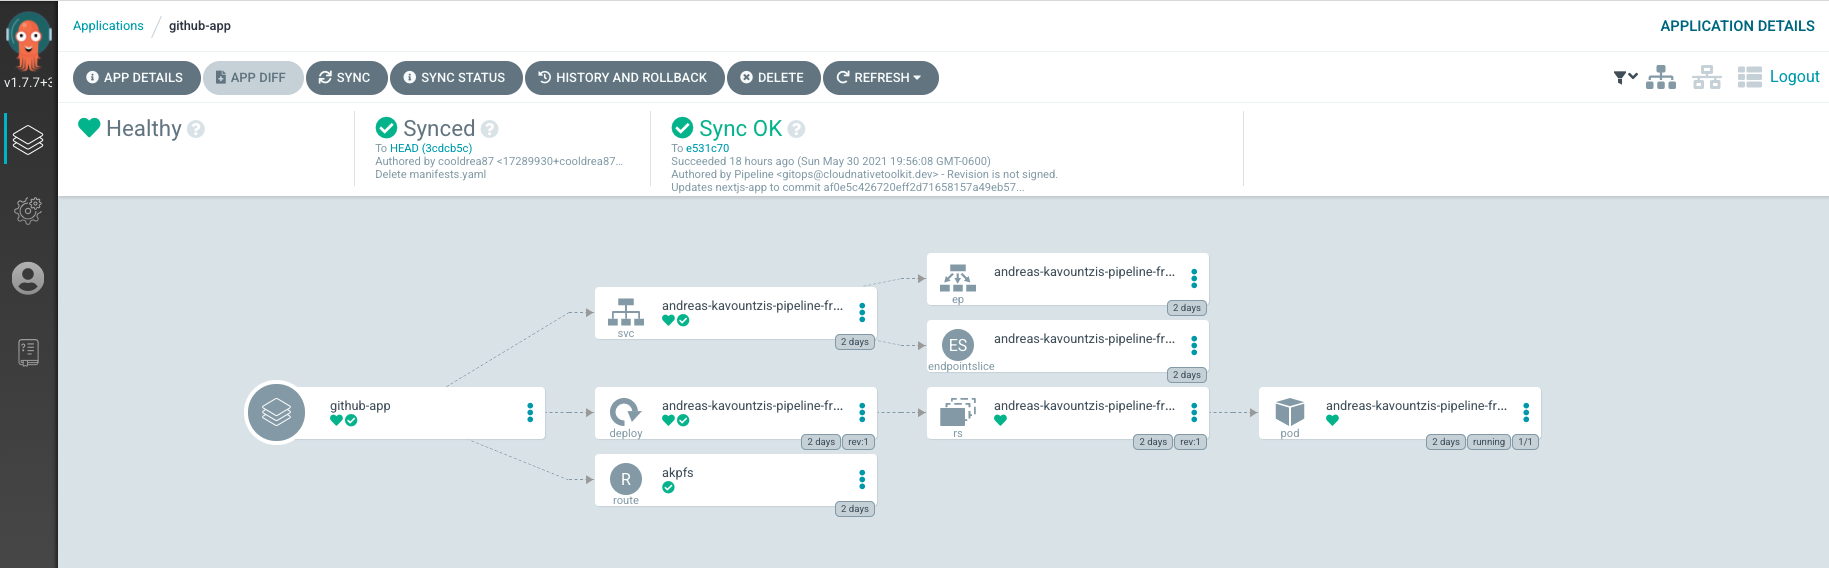 Applications / github-app
APPLICATION DETAILS
v1.7.7+3
APP DETAILS
APP DIFF
SYNC
SYNC STATUS
HISTORY AND ROLLBACK
DELETE
REFRESH
Logout
Healthy
Synced
To HEAD (3cdcb5c)
Authored by cooldrea87 <17289930+cooldrea87...
Delete manifests.yaml
Sync OK
To e531c70
Succeeded 18 hours ago (Sun May 30 2021 19:56:08 GMT-0600)
Authored by Pipeline <gitops@cloudnativetoolkit.dev> - Revision is not signed.
Updates nextjs-app to commit af0e5c426720eff2d71658157a49eb57...
github-app
svc
andreas-kavountzis-pipeline-fr...
2 days
ep
andreas-kavountzis-pipeline-fr...
2 days
ES
endpointslice
andreas-kavountzis-pipeline-fr...
2 days
deploy
andreas-kavountzis-pipeline-fr...
2 days
rev:1
rs
andreas-kavountzis-pipeline-fr...
2 days
rev:1
pod
andreas-kavountzis-pipeline-fr...
2 days
running
1/1
R
route
akpfs
2 days